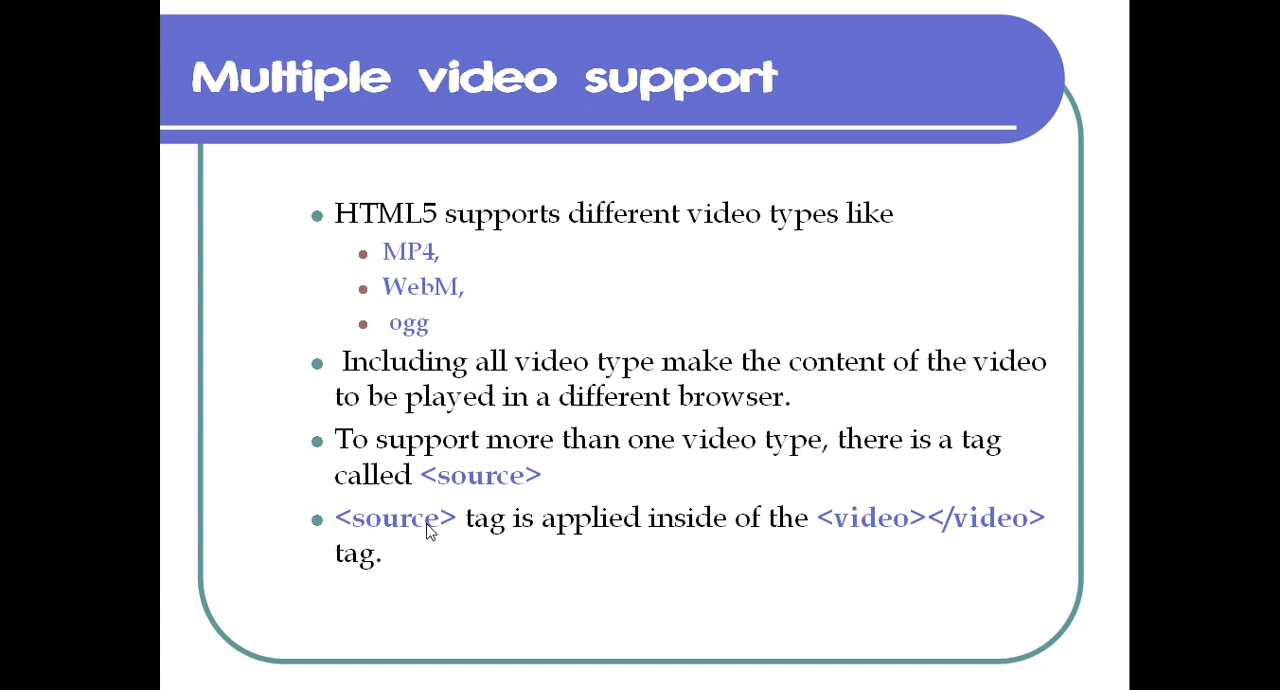 Multiple video support
HTML5 supports different video types like
MP4,
WebM,
ogg
Including all video type make the content of the video
to be played in a different browser.
To support more than one video type, there is a tag
called <source>
<source> tag is applied inside of the <video></video>
tag.